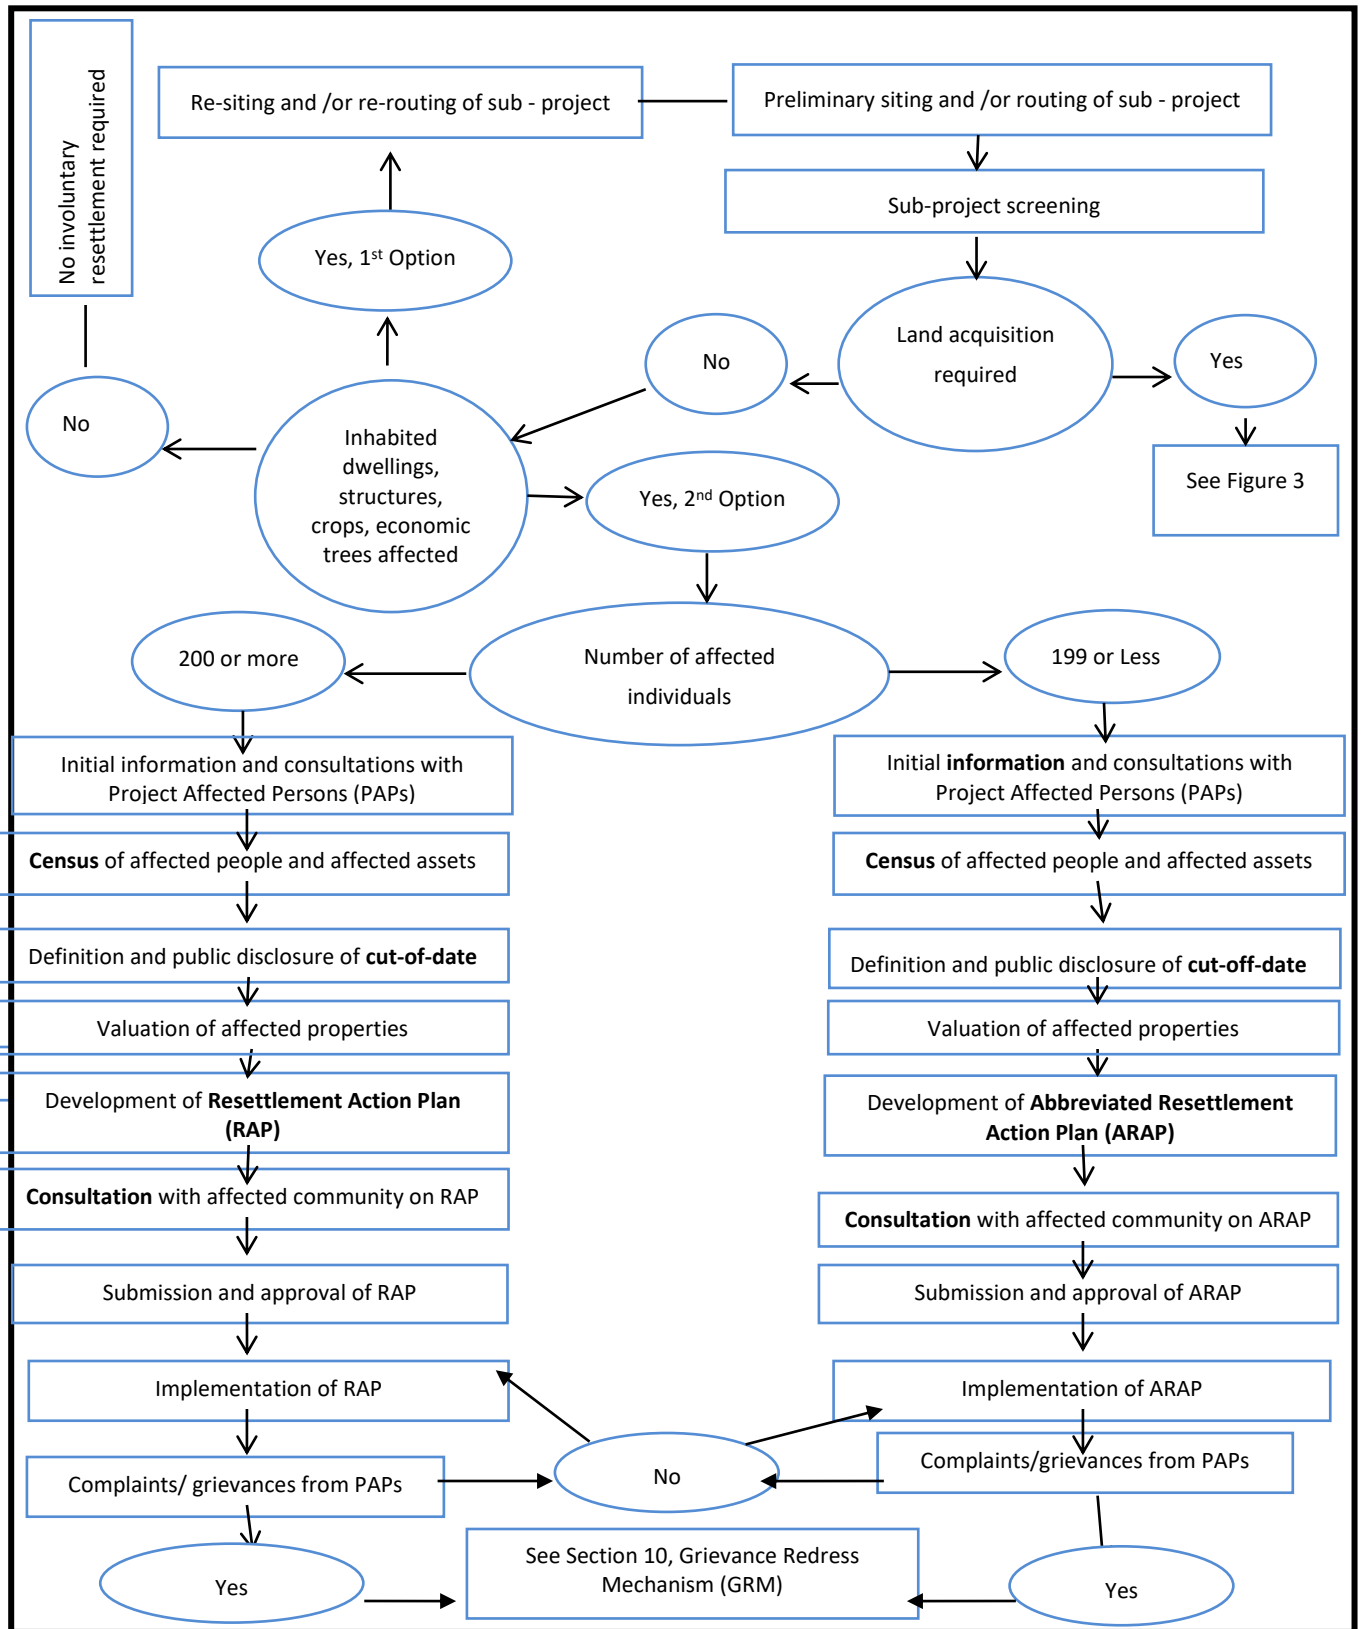 No involuntary
resettlement required
Re-siting and /or re-routing of sub - project
Preliminary siting and /or routing of sub - project
Sub-project screening
Yes, 1st Option
Land acquisition
required
No
Yes
No
Inhabited
dwellings,
structures,
crops, economic
trees affected
See Figure 3
Yes, 2nd Option
200 or more
Number of affected
individuals
199 or Less
Initial information and consultations with
Project Affected Persons (PAPs)
Initial information and consultations with
Project Affected Persons (PAPs)
Census of affected people and affected assets
Census of affected people and affected assets
Definition and public disclosure of cut-of-date
Definition and public disclosure of cut-off-date
Valuation of affected properties
Valuation of affected properties
Development of Resettlement Action Plan
(RAP)
Development of Abbreviated Resettlement
Action Plan (ARAP)
Consultation with affected community on RAP
Consultation with affected community on ARAP
Submission and approval of RAP
Submission and approval of ARAP
Implementation of RAP
Implementation of ARAP
Complaints/ grievances from PAPs
No
Complaints/grievances from PAPs
Yes
See Section 10, Grievance Redress
Mechanism (GRM)
Yes